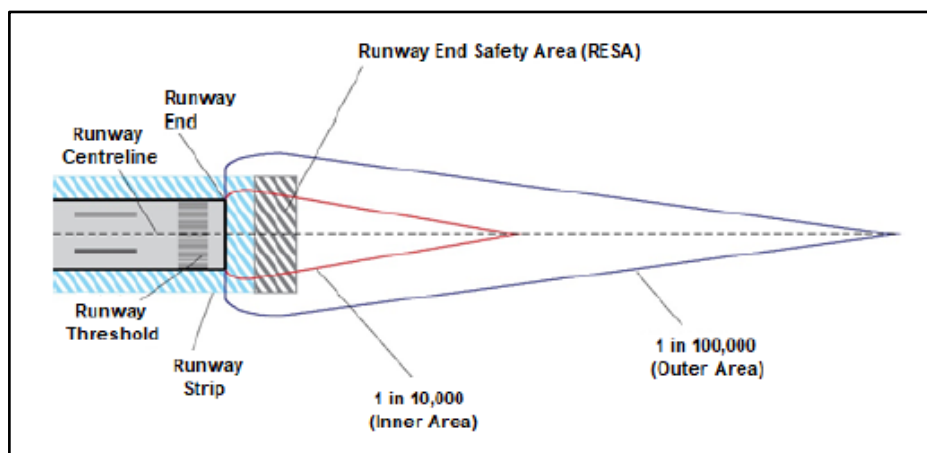 Runway End Safety Area (RESA)
Runway
End
Runway
Centreline
Runway
Threshold
Runway
Strip
1 in 10,000
(Inner Area)
1 in 100,000
(Outer Area)